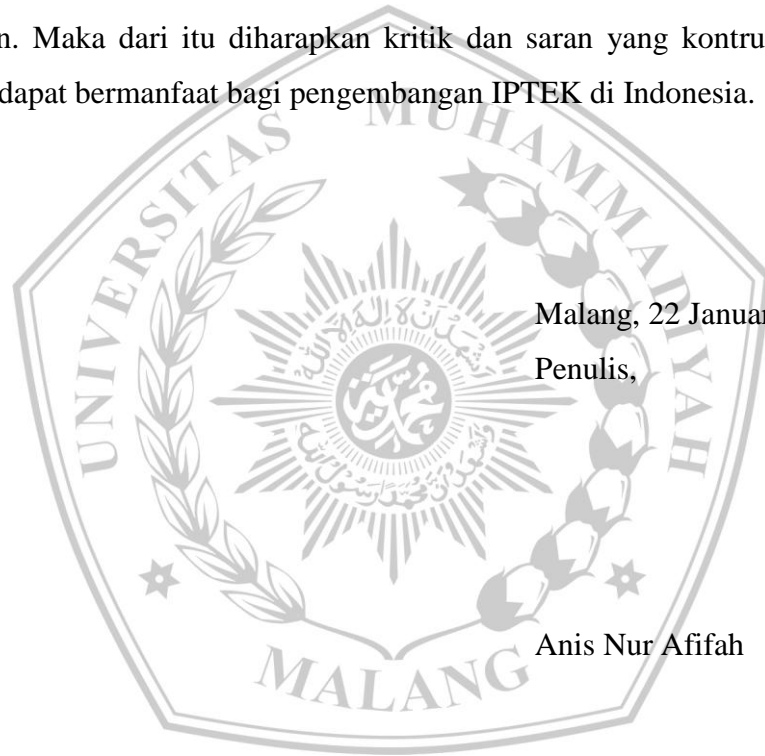 n. Maka dari itu diharapkan kritik dan saran yang kontru
dapat bermanfaat bagi pengembangan IPTEK di Indonesia.
UNIVERSITAS MUHAMMADIYAH
Malang, 22 Januar
Penulis,
Anis Nur Afifah
MALANG